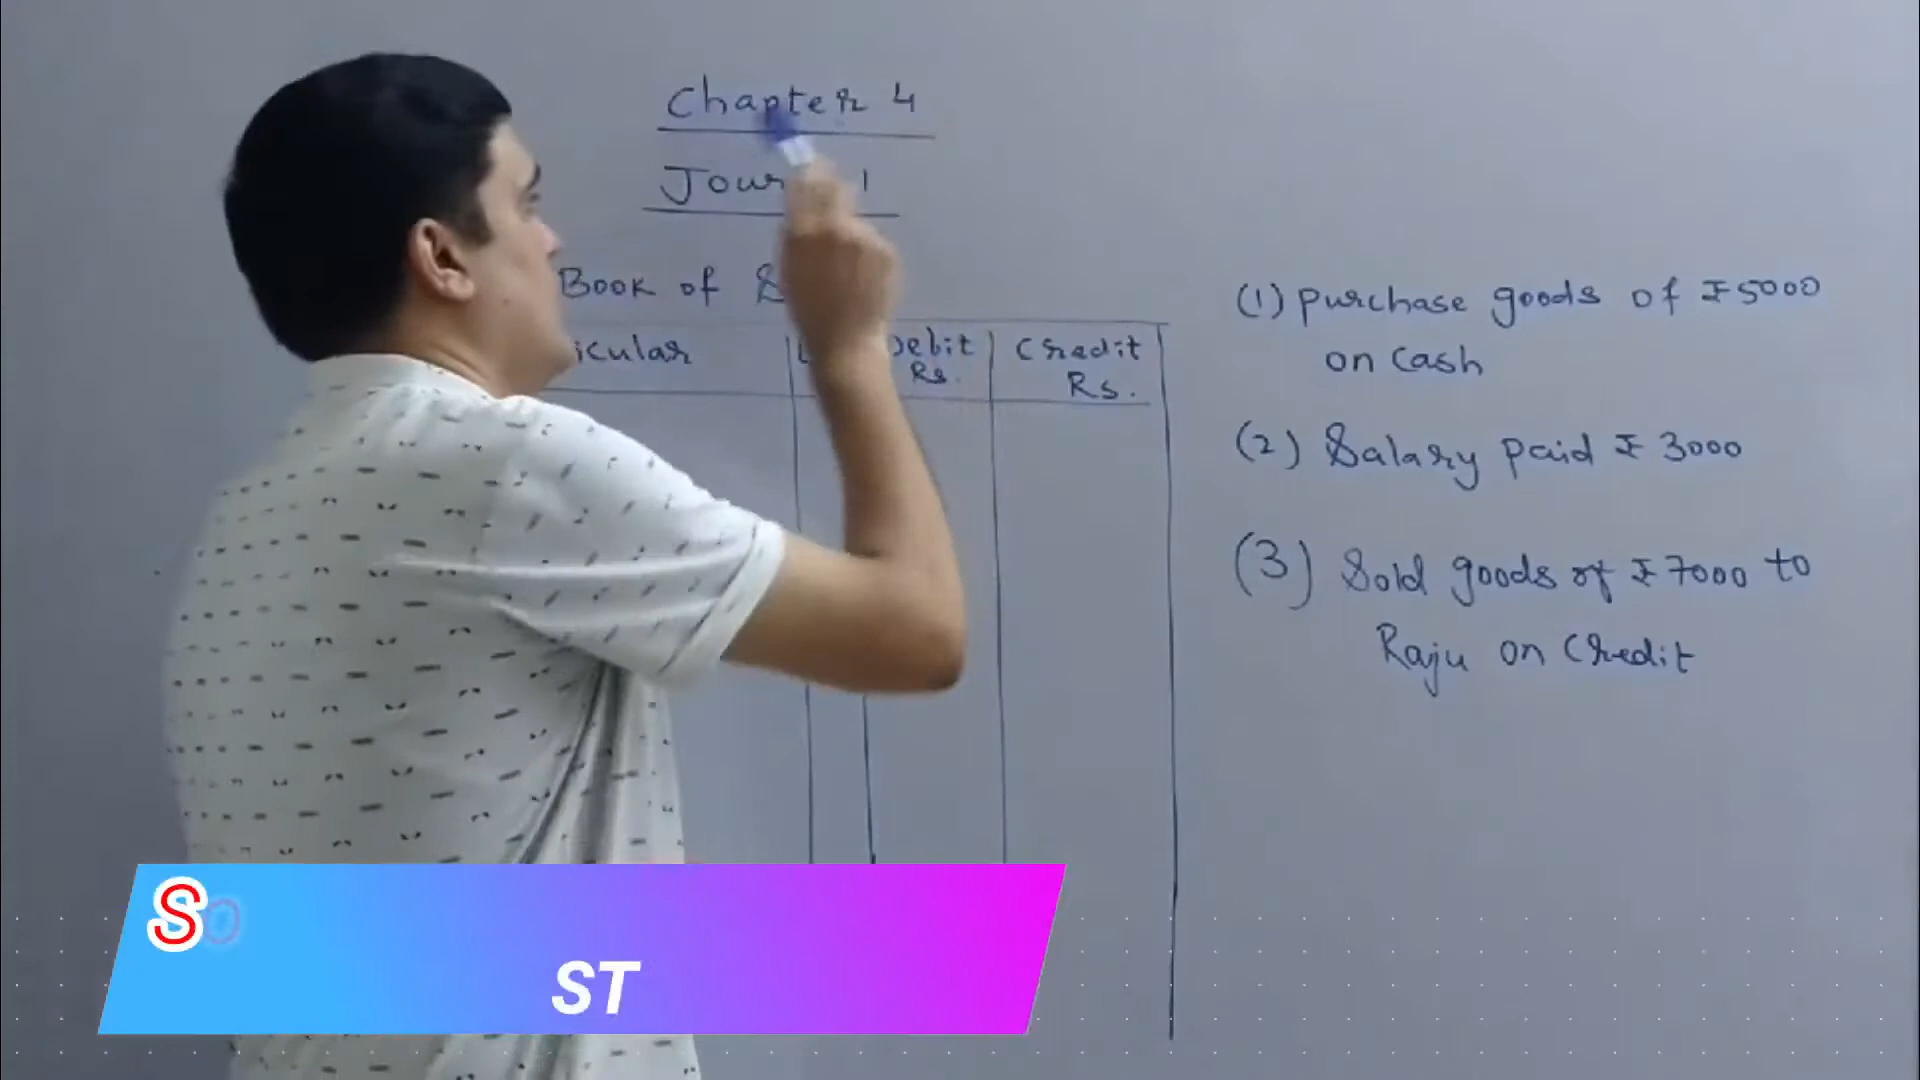 Chapter 4
Book of
Debit Credit
Rs. Rs.
(1) purchase goods of ₹5000
on cash
(2) Salary paid ₹ 3000
(3) Sold goods of ₹7000 to
Raju on Credit
S
ST